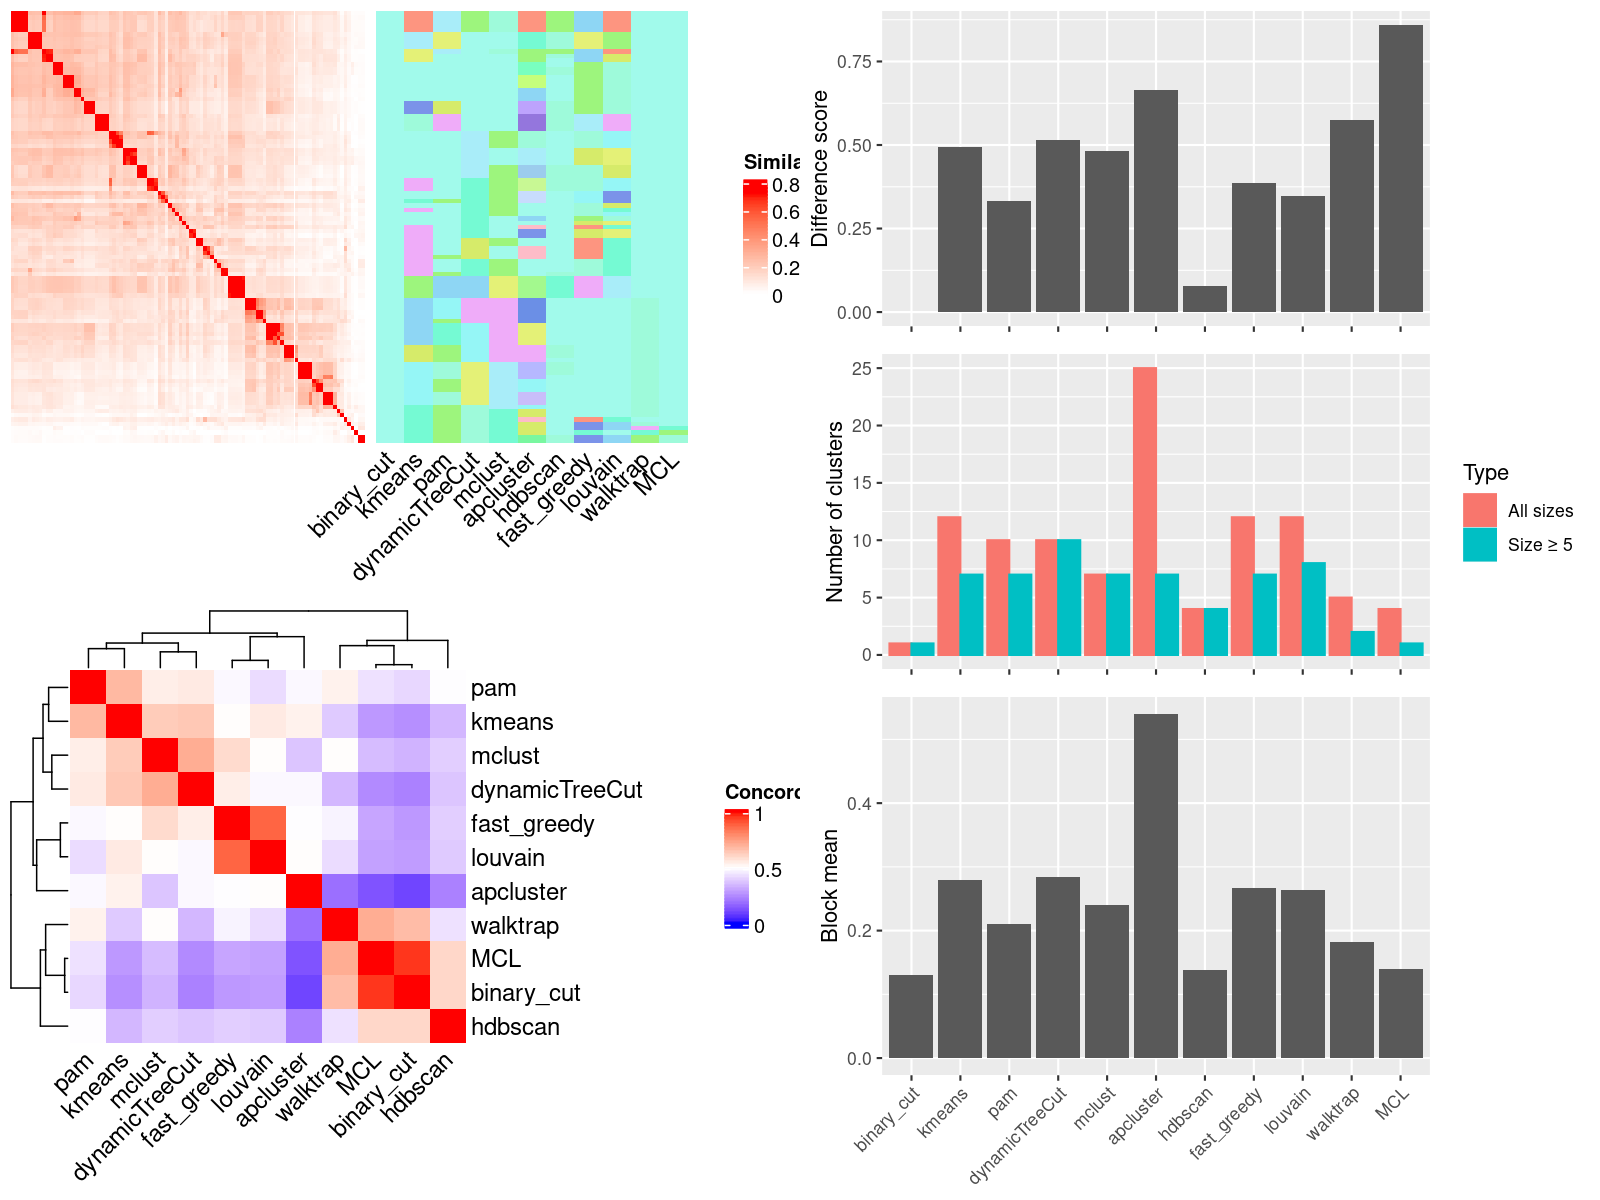 Simila
0.8
0.6
0.4
0.2
0
binary_cut
kmeans
pam
dynamicTreeCut
mclust
apcluster
hdbscan
fast_greedy
louvain
walktrap
MCL
Difference score
0.75
0.50
0.25
0.00
Number of clusters
25
20
15
10
5
0
Type
All sizes
Size ≥ 5
Block mean
0.4
0.2
0.0
binary_cut
kmeans
pam
dynamicTreeCut
mclust
apcluster
hdbscan
fast_greedy
louvain
walktrap
MCL
pam
kmeans
mclust
dynamicTreeCut
fast_greedy
louvain
apcluster
walktrap
MCL
binary_cut
hdbscan
pam
kmeans
mclust
dynamicTreeCut
fast_greedy
louvain
apcluster
walktrap
MCL
binary_cut
hdbscan
Concord
1
0.5
0